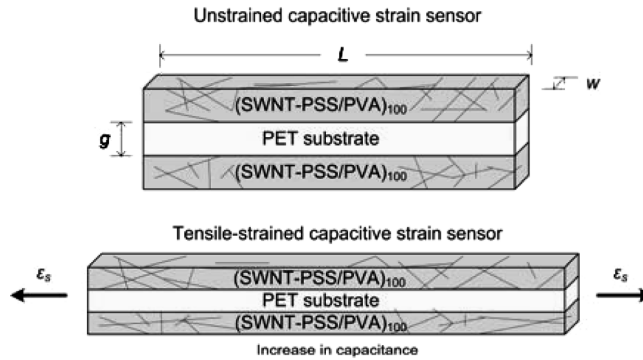 Unstrained capacitive strain sensor
L
w
(SWNT-PSS/PVA)100
g
PET substrate
(SWNT-PSS/PVA)100
Tensile-strained capacitive strain sensor
εs
εs
(SWNT-PSS/PVA)100
PET substrate
(SWNT-PSS/PVA)100
Increase in capacitance